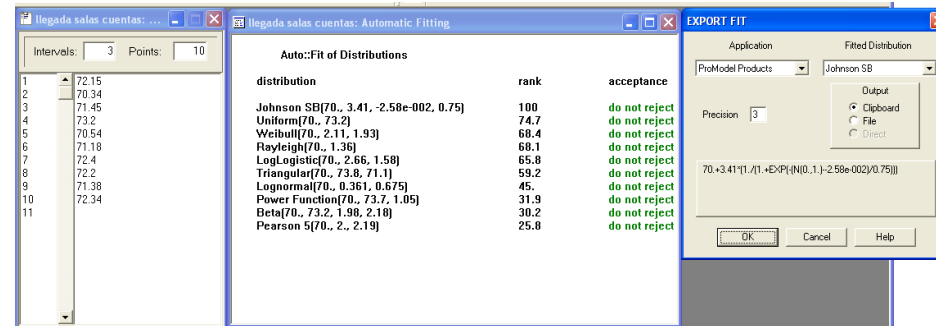 llegada salas cuentas: ...
Intervals: 3 Points: 10
1 72.15
2 70.34
3 71.45
4 73.2
5 70.54
6 71.18
7 72.4
8 72.2
9 71.38
10 72.34
11
llegada salas cuentas: Automatic Fitting
Auto::Fit of Distributions
distribution rank acceptance
Johnson SB(70., 3.41, -2.58e-002, 0.75) 100 do not reject
Uniform(70., 73.2) 74.7 do not reject
Weibull(70., 2.11, 1.93) 68.4 do not reject
Rayleigh(70., 1.36) 68.1 do not reject
LogLogistic(70., 2.66, 1.58) 65.8 do not reject
Triangular(70., 73.8, 71.1) 59.2 do not reject
Lognormal(70., 0.361, 0.675) 45. do not reject
Power Function(70., 73.7, 1.05) 31.9 do not reject
Beta(70., 73.2, 1.98, 2.18) 30.2 do not reject
Pearson 5(70., 2., 2.19) 25.8 do not reject
EXPORT FIT
Application Fitted Distribution
ProModel Products Johnson SB
Output
Precision 3
Clipboard
File
Direct
70.+3.41*(1./(1.+EXP(-(N(0.,1.)--2.58e-002)/0.75)))
OK Cancel Help